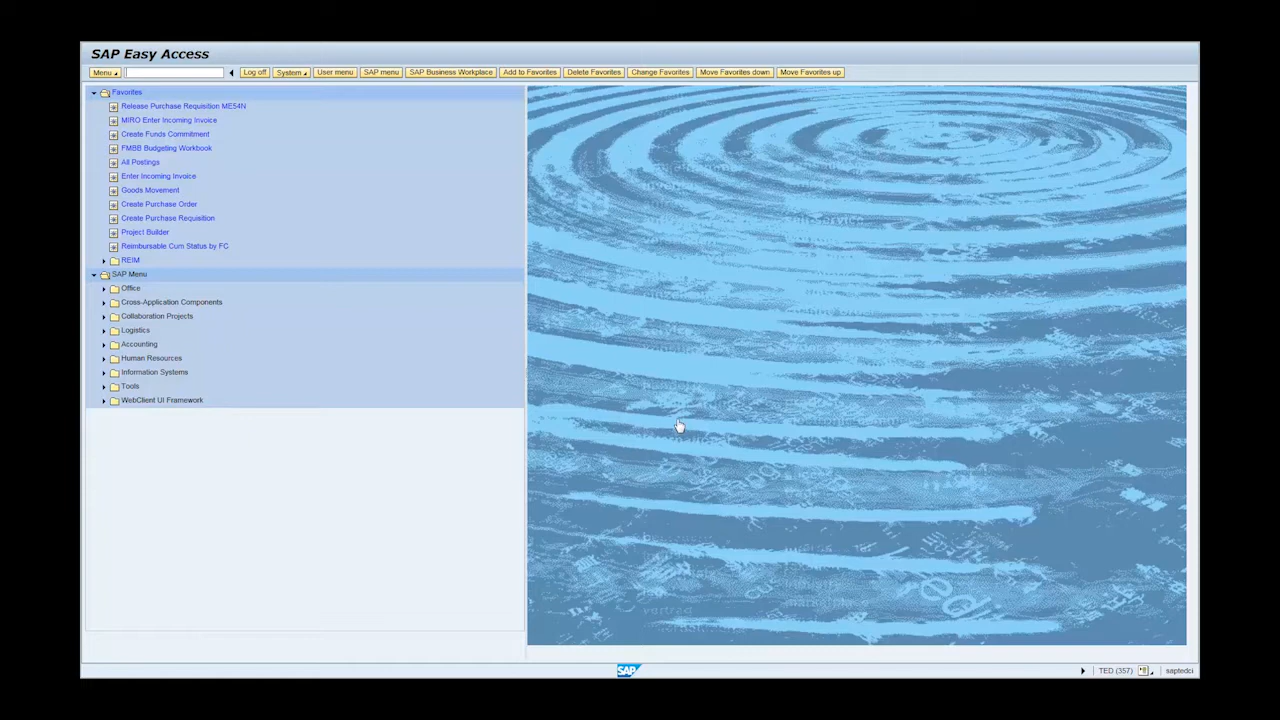 SAP Easy Access
Menu Log off System User menu SAP menu SAP Business Workplace Add to Favorites Delete Favorites Change Favorites Move Favorites down Move Favorites up
Favorites
Release Purchase Requisition ME54N
MIRO Enter Incoming Invoice
Create Funds Commitment
FMBB Budgeting Workbook
All Postings
Enter Incoming Invoice
Goods Movement
Create Purchase Order
Create Purchase Requisition
Project Builder
Reimbursable Cum Status by FC
REIM
SAP Menu
Office
Cross-Application Components
Collaboration Projects
Logistics
Accounting
Human Resources
Information Systems
Tools
WebClient UI Framework
SAP
TED (357) saptedci